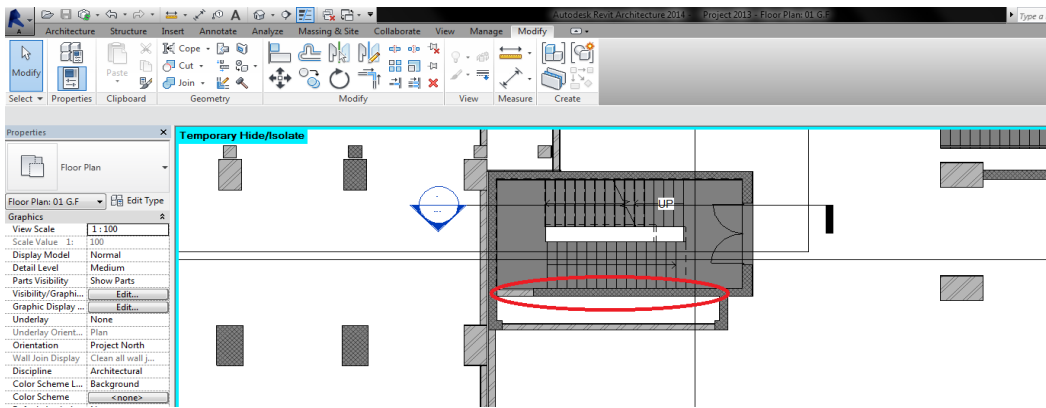 Autodesk Revit Architecture 2014 - Project 2013 - Floor Plan: 01 G.F
Type a
Architecture Structure Insert Annotate Analyze Massing & Site Collaborate View Manage Modify
Modify
Paste
Cope
Cut
Join
Select Properties Clipboard Geometry Modify View Measure Create
Properties
Temporary Hide/Isolate
Floor Plan
Floor Plan: 01 G.F Edit Type
Graphics
View Scale 1 : 100
Scale Value 1: 100
Display Model Normal
Detail Level Medium
Parts Visibility Show Parts
Visibility/Graphi... Edit...
Graphic Display ... Edit...
Underlay None
Underlay Orient... Plan
Orientation Project North
Wall Join Display Clean all wall j...
Discipline Architectural
Color Scheme L... Background
Color Scheme <none>
UP